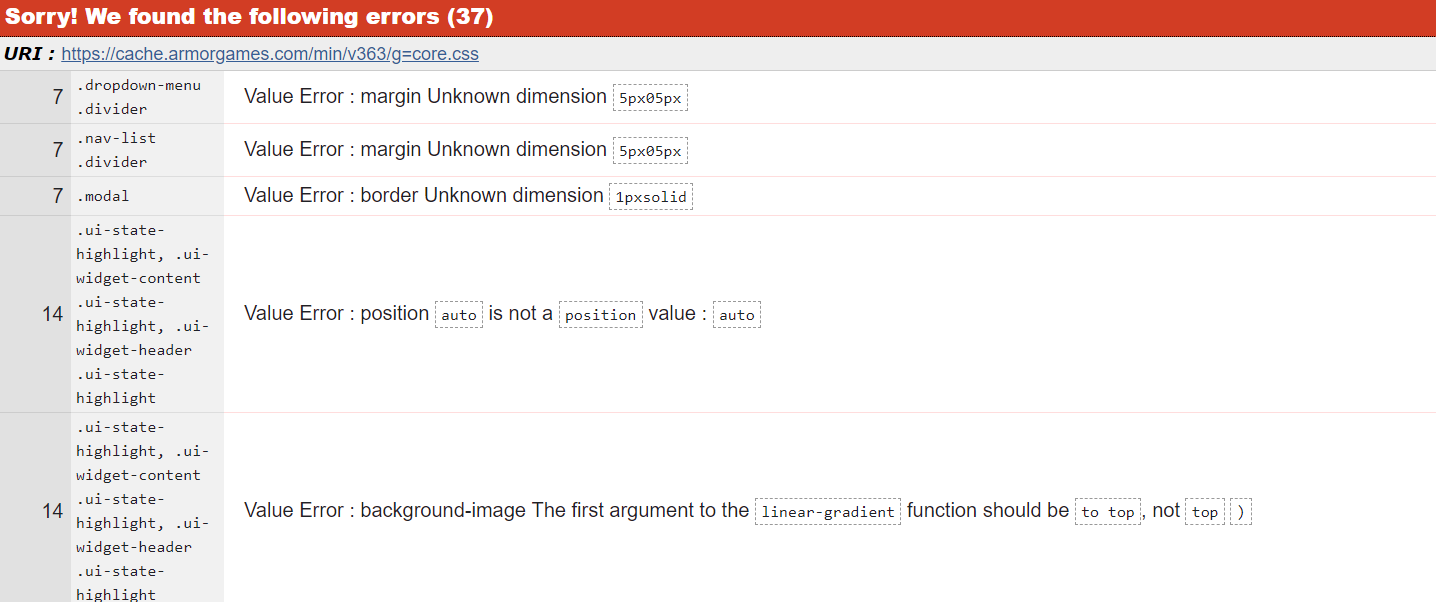 Sorry! We found the following errors (37)
URI : https://cache.armorgames.com/min/v363/g=core.css
7 .dropdown-menu
.divider
Value Error : margin Unknown dimension 5px05px
7 .nav-list
.divider
Value Error : margin Unknown dimension 5px05px
7 .modal Value Error : border Unknown dimension 1pxsolid
14 .ui-state-
highlight, .ui-
widget-content
.ui-state-
highlight, .ui-
widget-header
.ui-state-
highlight
Value Error : position auto is not a position value : auto
14 .ui-state-
highlight, .ui-
widget-content
.ui-state-
highlight, .ui-
widget-header
.ui-state-
highlight
Value Error : background-image The first argument to the linear-gradient function should be to top, not top )